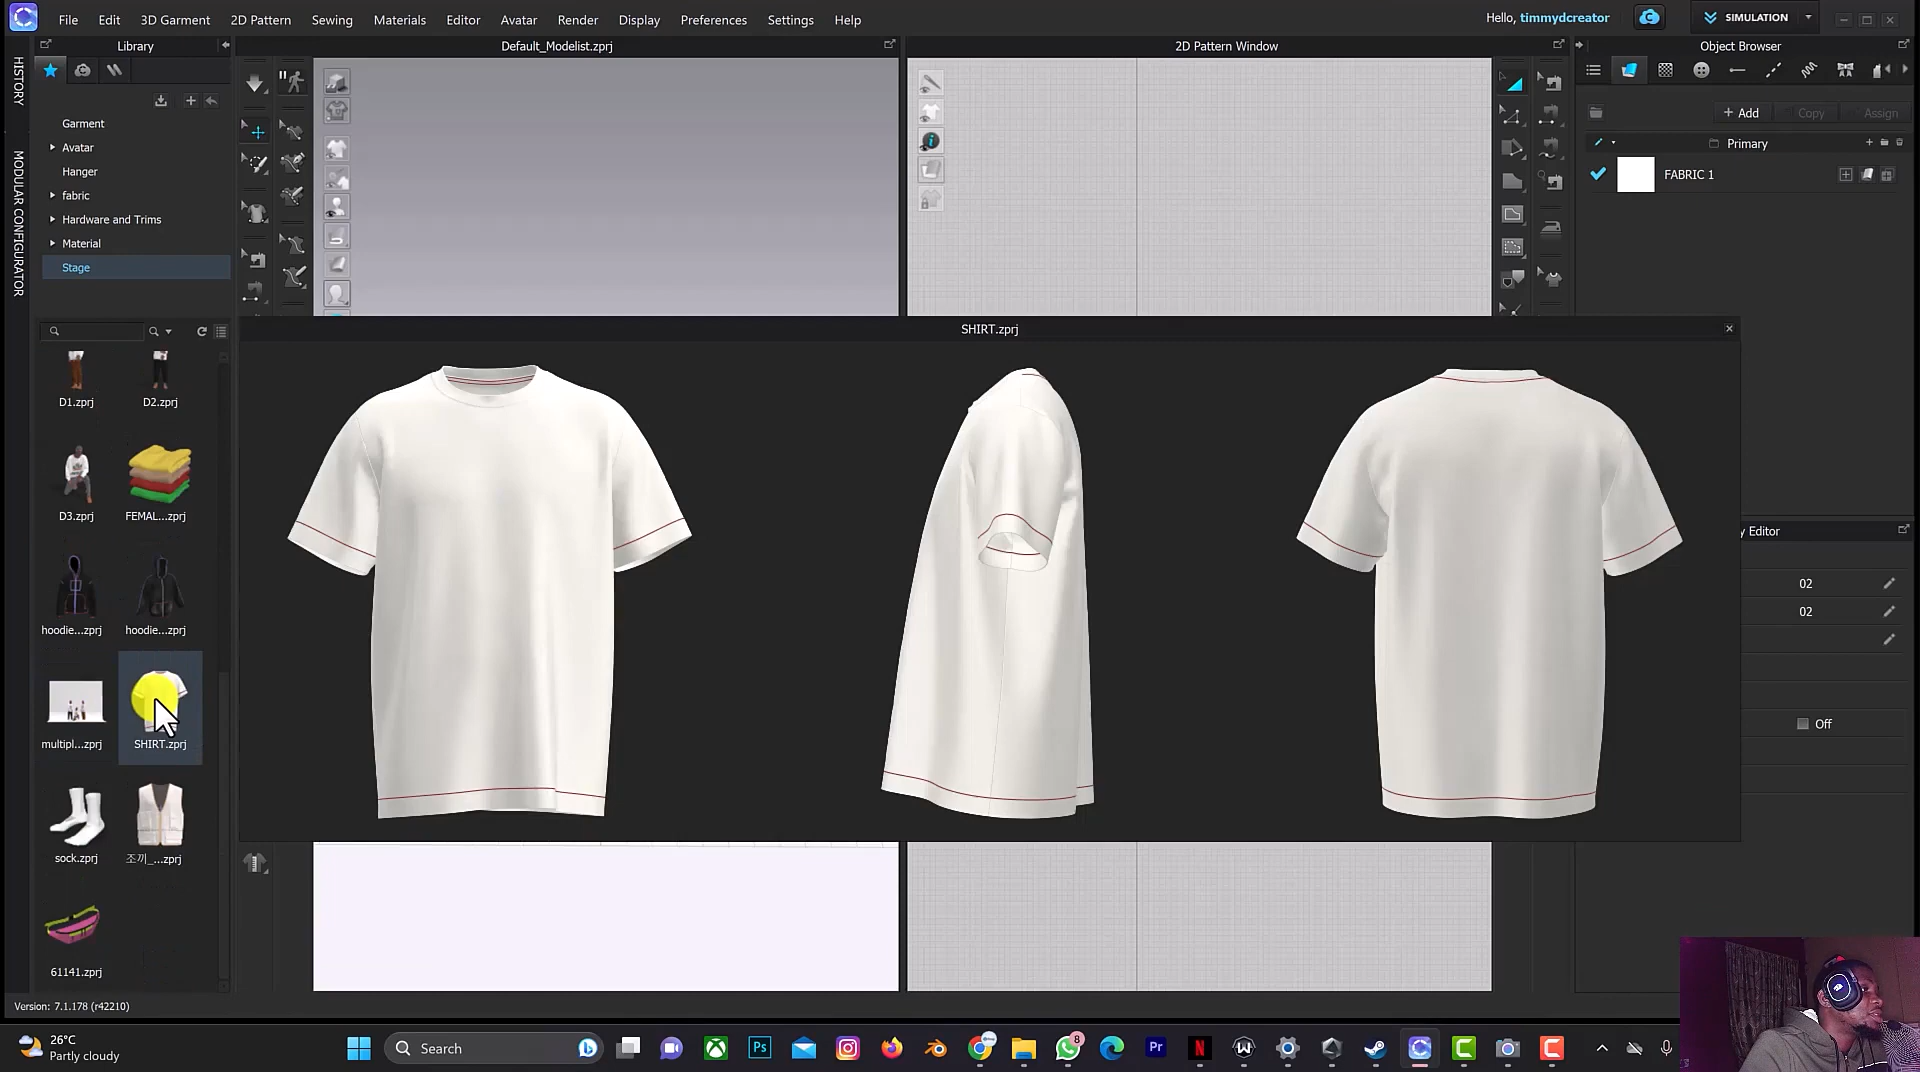 File Edit 3D Garment 2D Pattern Sewing Materials Editor Avatar Render Display Preferences Settings Help
Hello, timmydcreator
SIMULATION
Library
Default_Modelist.zprj
2D Pattern Window
Object Browser
HISTORY
MODULAR CONFIGURATOR
Garment
Avatar
Hanger
fabric
Hardware and Trims
Material
Stage
+ Add
Copy
Assign
Primary
FABRIC 1
SHIRT.zprj
D1.zprj
D2.zprj
D3.zprj
FEMAL...zprj
hoodie...zprj
hoodie...zprj
multipl...zprj
SHIRT.zprj
sock.zprj
조끼_...zprj
61141.zprj
y Editor
02
02
Off
Version: 7.1.178 (r42210)
26°C
Partly cloudy
Search
Ps
8
Pr
N